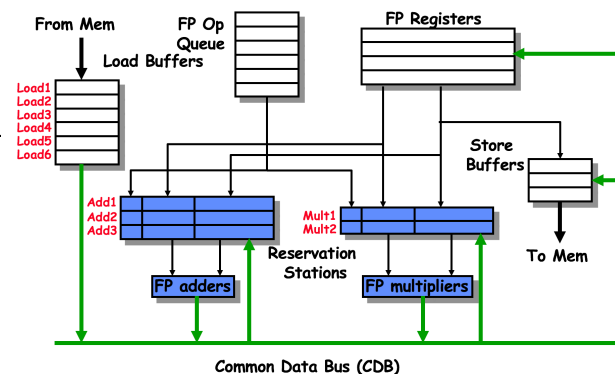 From Mem
FP Op
Queue
FP Registers
Load Buffers
Load1
Load2
Load3
Load4
Load5
Load6
Store
Buffers
Add1
Add2
Add3
Mult1
Mult2
Reservation
Stations
To Mem
FP adders
FP multipliers
Common Data Bus (CDB)